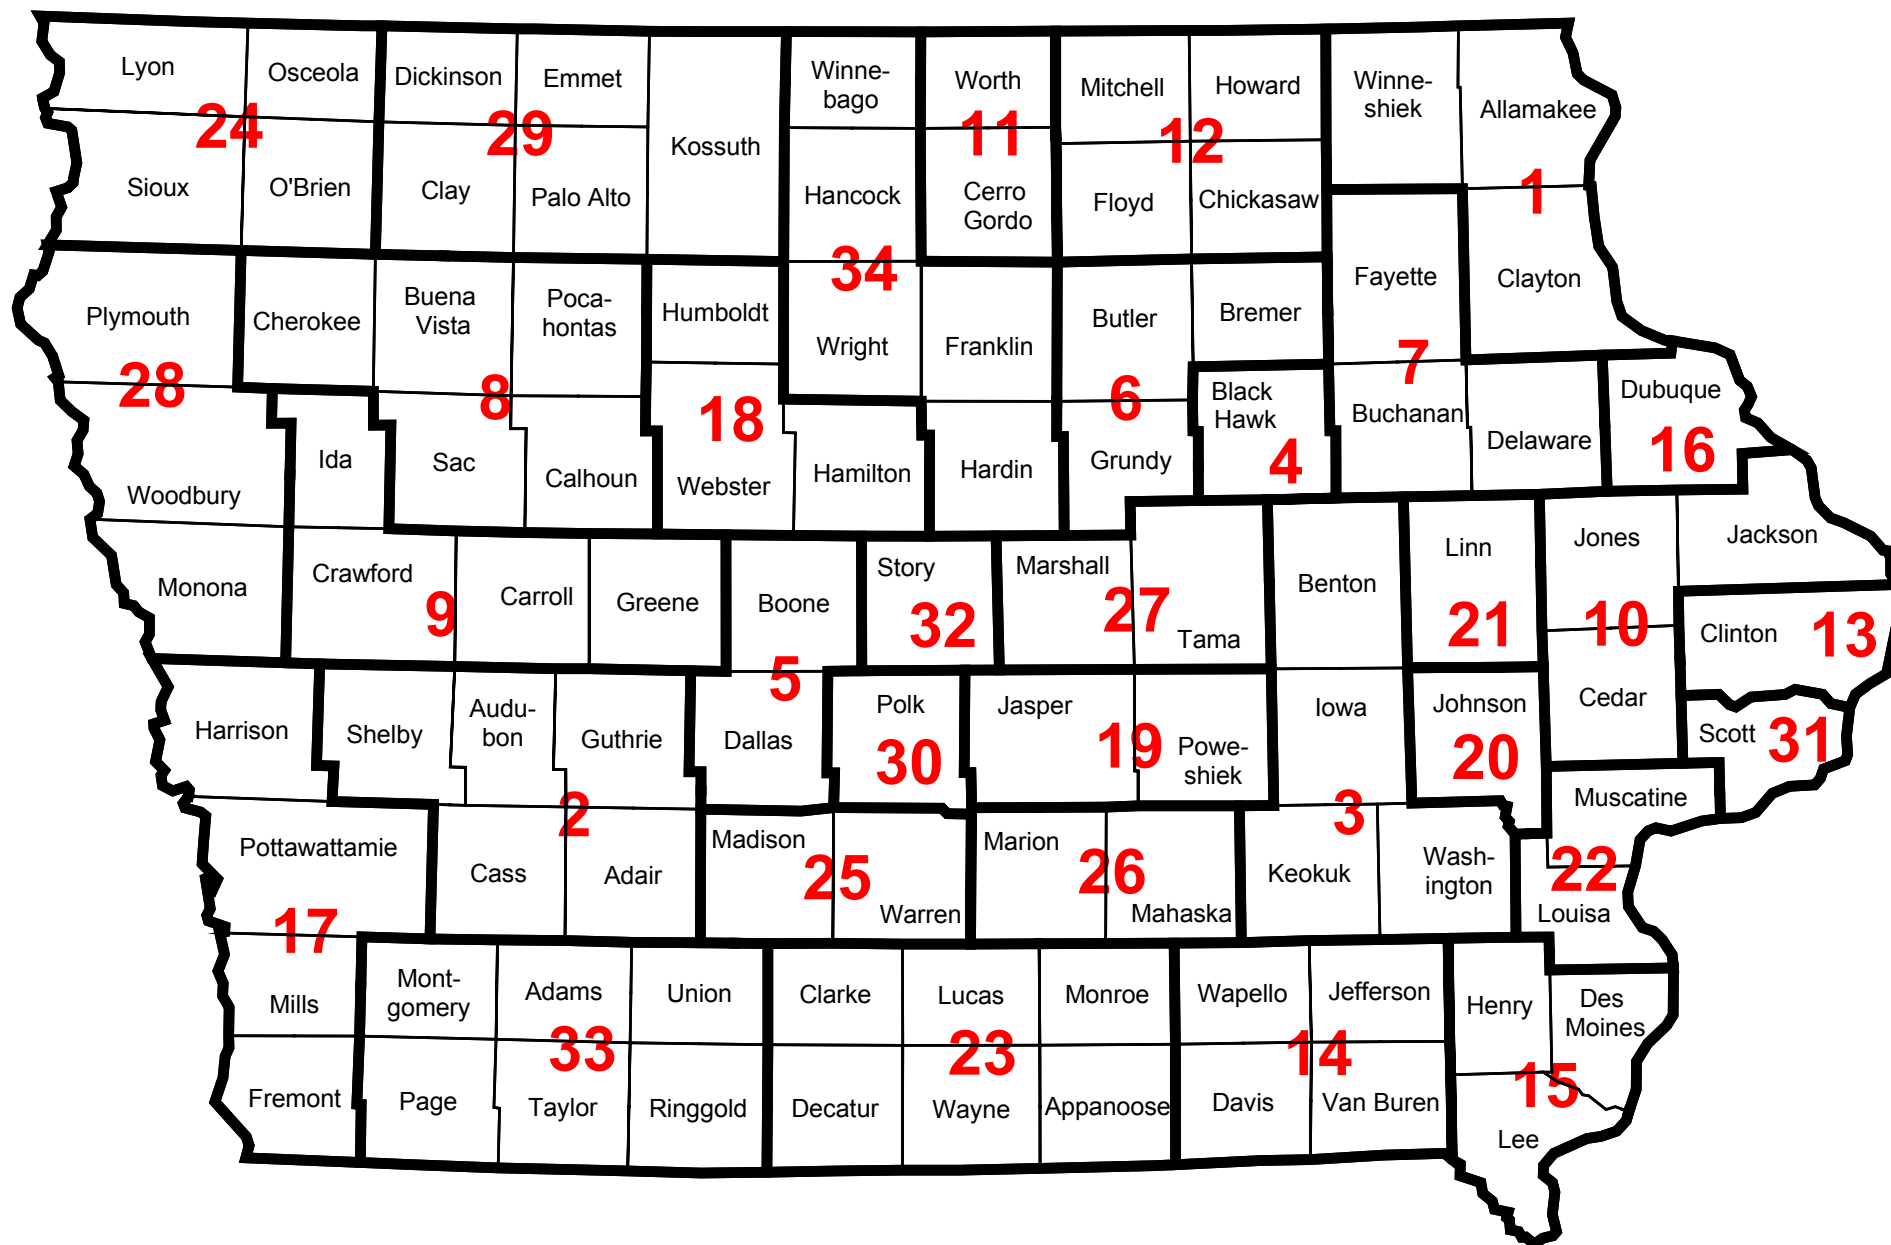 Lyon
Osceola
Dickinson
Emmet
Kossuth
Winne-
bago
Worth
Mitchell
Howard
Winne-
shiek
Allamakee
24
29
11
12
1
Sioux
O'Brien
Clay
Palo Alto
Hancock
Cerro
Gordo
Floyd
Chickasaw
34
Fayette
Clayton
Plymouth
Cherokee
Buena
Vista
Poca-
hontas
Humboldt
Wright
Franklin
Butler
Bremer
28
8
18
6
7
Black
Hawk
4
Buchanan
Delaware
Dubuque
16
Woodbury
Ida
Sac
Calhoun
Webster
Hamilton
Hardin
Grundy
Monona
Crawford
Carroll
Greene
Boone
Story
Marshall
Tama
Benton
Linn
Jones
Jackson
9
32
27
21
10
Clinton
13
5
Harrison
Shelby
Audu-
bon
Guthrie
Dallas
Polk
30
Jasper
19
Powe-
shiek
Iowa
Johnson
20
Cedar
Scott
31
2
3
Muscatine
Pottawattamie
Cass
Adair
Madison
25
Warren
Marion
26
Mahaska
Keokuk
Wash-
ington
22
Louisa
17
Mills
Mont-
gomery
Adams
Union
Clarke
Lucas
Monroe
Wapello
Jefferson
Henry
Des
Moines
33
23
14
15
Fremont
Page
Taylor
Ringgold
Decatur
Wayne
Appanoose
Davis
Van Buren
Lee